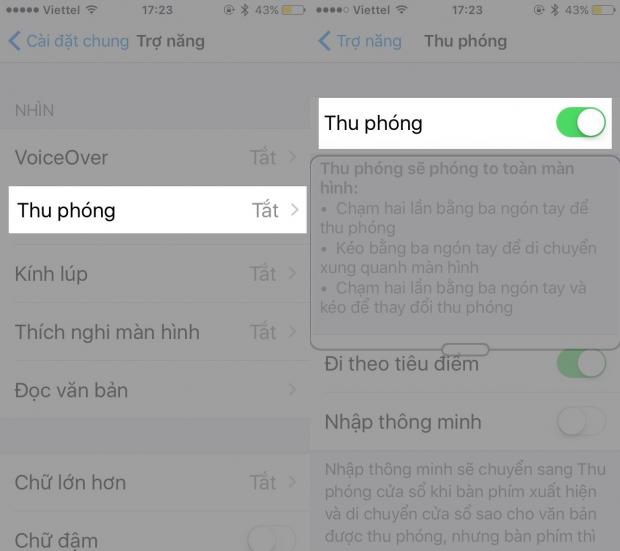 Viettel 17:23 43%
Cài đặt chung Trợ năng
NHÌN
VoiceOver Tắt
Thu phóng Tắt
Kính lúp Tắt
Thích nghi màn hình Tắt
Đọc văn bản
Chữ lớn hơn Tắt
Chữ đậm
Viettel 17:23 43%
Trợ năng Thu phóng
Thu phóng
Thu phóng sẽ phóng to toàn màn
hình:
• Chạm hai lần bằng ba ngón tay để
thu phóng
• Kéo bằng ba ngón tay để di chuyển
xung quanh màn hình
• Chạm hai lần bằng ba ngón tay và
kéo để thay đổi thu phóng
Đi theo tiêu điểm
Nhập thông minh
Nhập thông minh sẽ chuyển sang Thu
phóng cửa sổ khi bàn phím xuất hiện
và di chuyển cửa sổ sao cho văn bản
được thu phóng, nhưng bàn phím thì